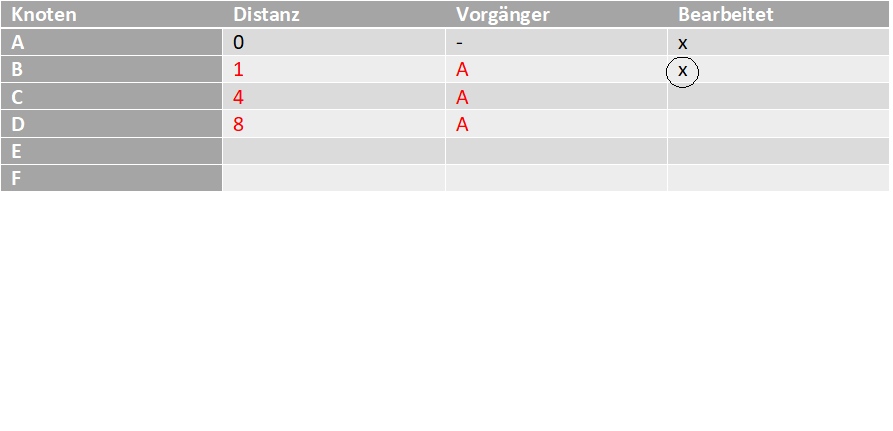 Knoten Distanz Vorgänger Bearbeitet
A 0 - x
B 1 A x
C 4 A
D 8 A
E
F